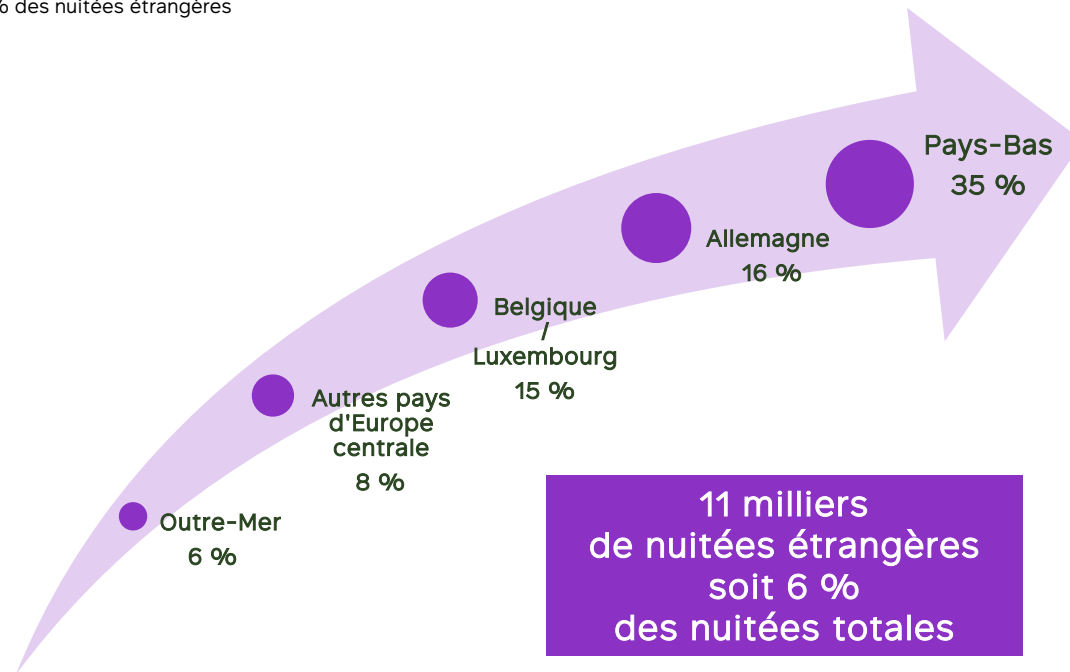 % des nuitées étrangères
Pays-Bas
35 %
Allemagne
16 %
Belgique
/
Luxembourg
15 %
Autres pays
d'Europe
centrale
8 %
Outre-Mer
6 %
11 milliers
de nuitées étrangères
soit 6 %
des nuitées totales